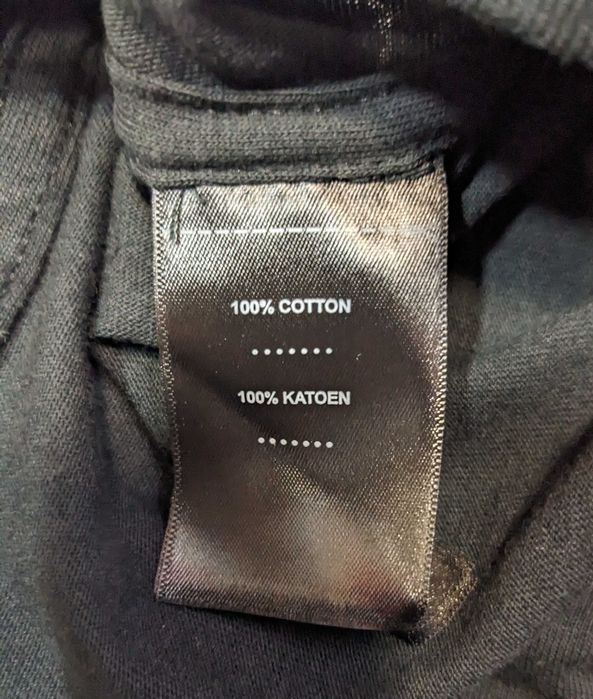 100% COTTON
.......
100% KATOEN
.......